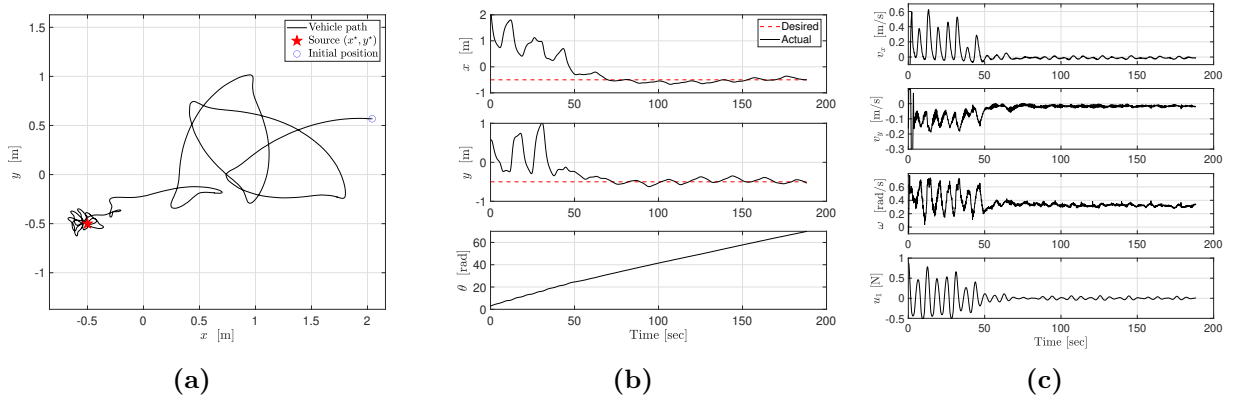 1.5
1
0.5
0
-0.5
-1
y [m]
-0.5 0 0.5 1 1.5 2
x [m]
Vehicle path
Source (x*, y*)
Initial position
(a)
2
1
0
-1
x [m]
0 50 100 150 200
Desired
Actual
1
0
-1
y [m]
0 50 100 150 200
60
40
20
0
θ [rad]
0 50 100 150 200
Time [sec]
(b)
0.6
0.4
0.2
0
v_x [m/s]
0 50 100 150 200
0
-0.1
-0.2
-0.3
v_y [m/s]
0 50 100 150 200
0.6
0.4
0.2
0
ω [rad/s]
0 50 100 150 200
1
0.5
0
-0.5
u_1 [N]
0 50 100 150 200
Time [sec]
(c)